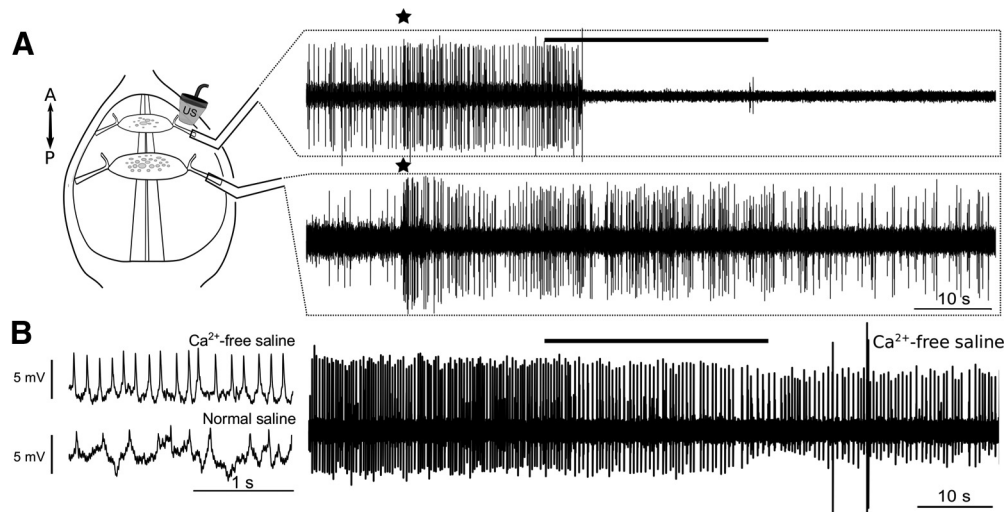 A
A
P
US
10 s
B
Ca²⁺-free saline
5 mV
Normal saline
5 mV
1 s
Ca²⁺-free saline
10 s